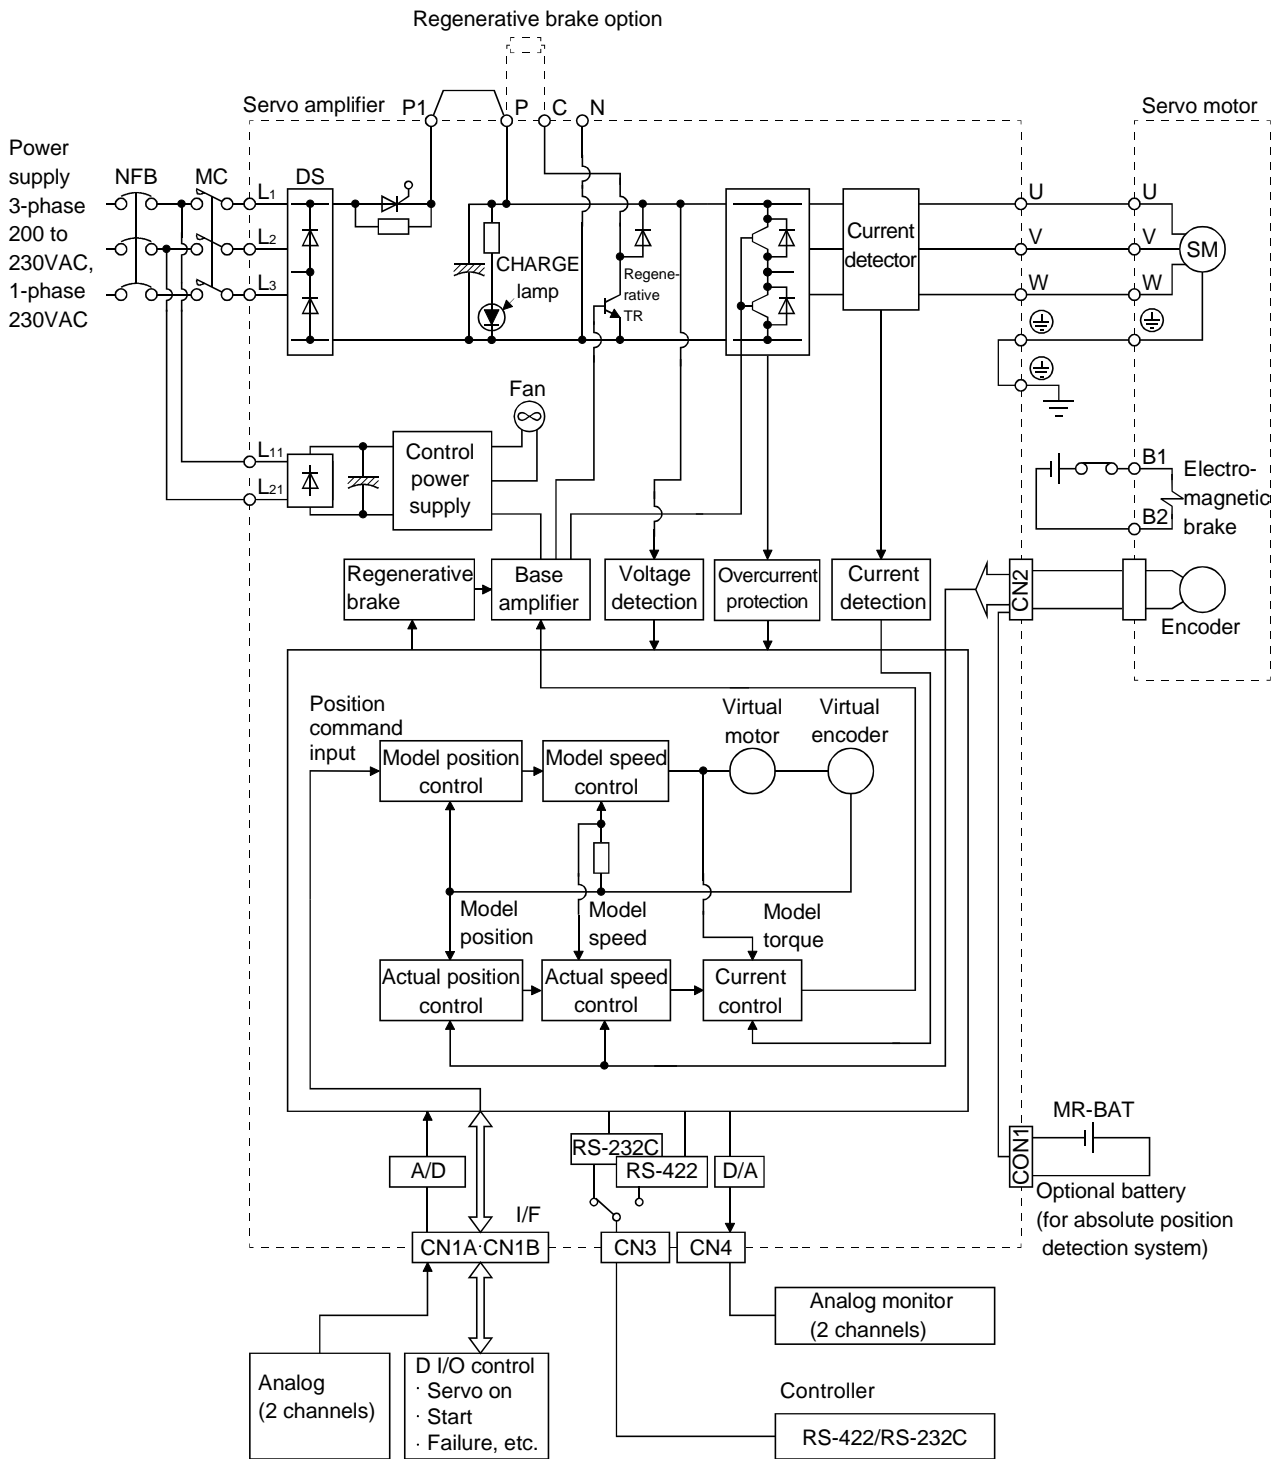 Regenerative brake option
Servo amplifier
P1
P
C
N
Servo motor
Power
supply
3-phase
200 to
230VAC,
1-phase
230VAC
NFB
MC
DS
L1
L2
L3
CHARGE
lamp
Regene-
rative
TR
Current
detector
U
V
W
U
V
W
SM
Fan
L11
L21
Control
power
supply
B1
B2
Electro-
magnetic
brake
Regenerative
brake
Base
amplifier
Voltage
detection
Overcurrent
protection
Current
detection
CN2
Encoder
Position
command
input
Virtual
motor
Virtual
encoder
Model position
control
Model speed
control
Model
position
Model
speed
Model
torque
Actual position
control
Actual speed
control
Current
control
A/D
RS-232C
RS-422
D/A
I/F
CN1A·CN1B
CN3
CN4
CON1
MR-BAT
Optional battery
(for absolute position
detection system)
Analog monitor
(2 channels)
Analog
(2 channels)
D I/O control
· Servo on
· Start
· Failure, etc.
Controller
RS-422/RS-232C